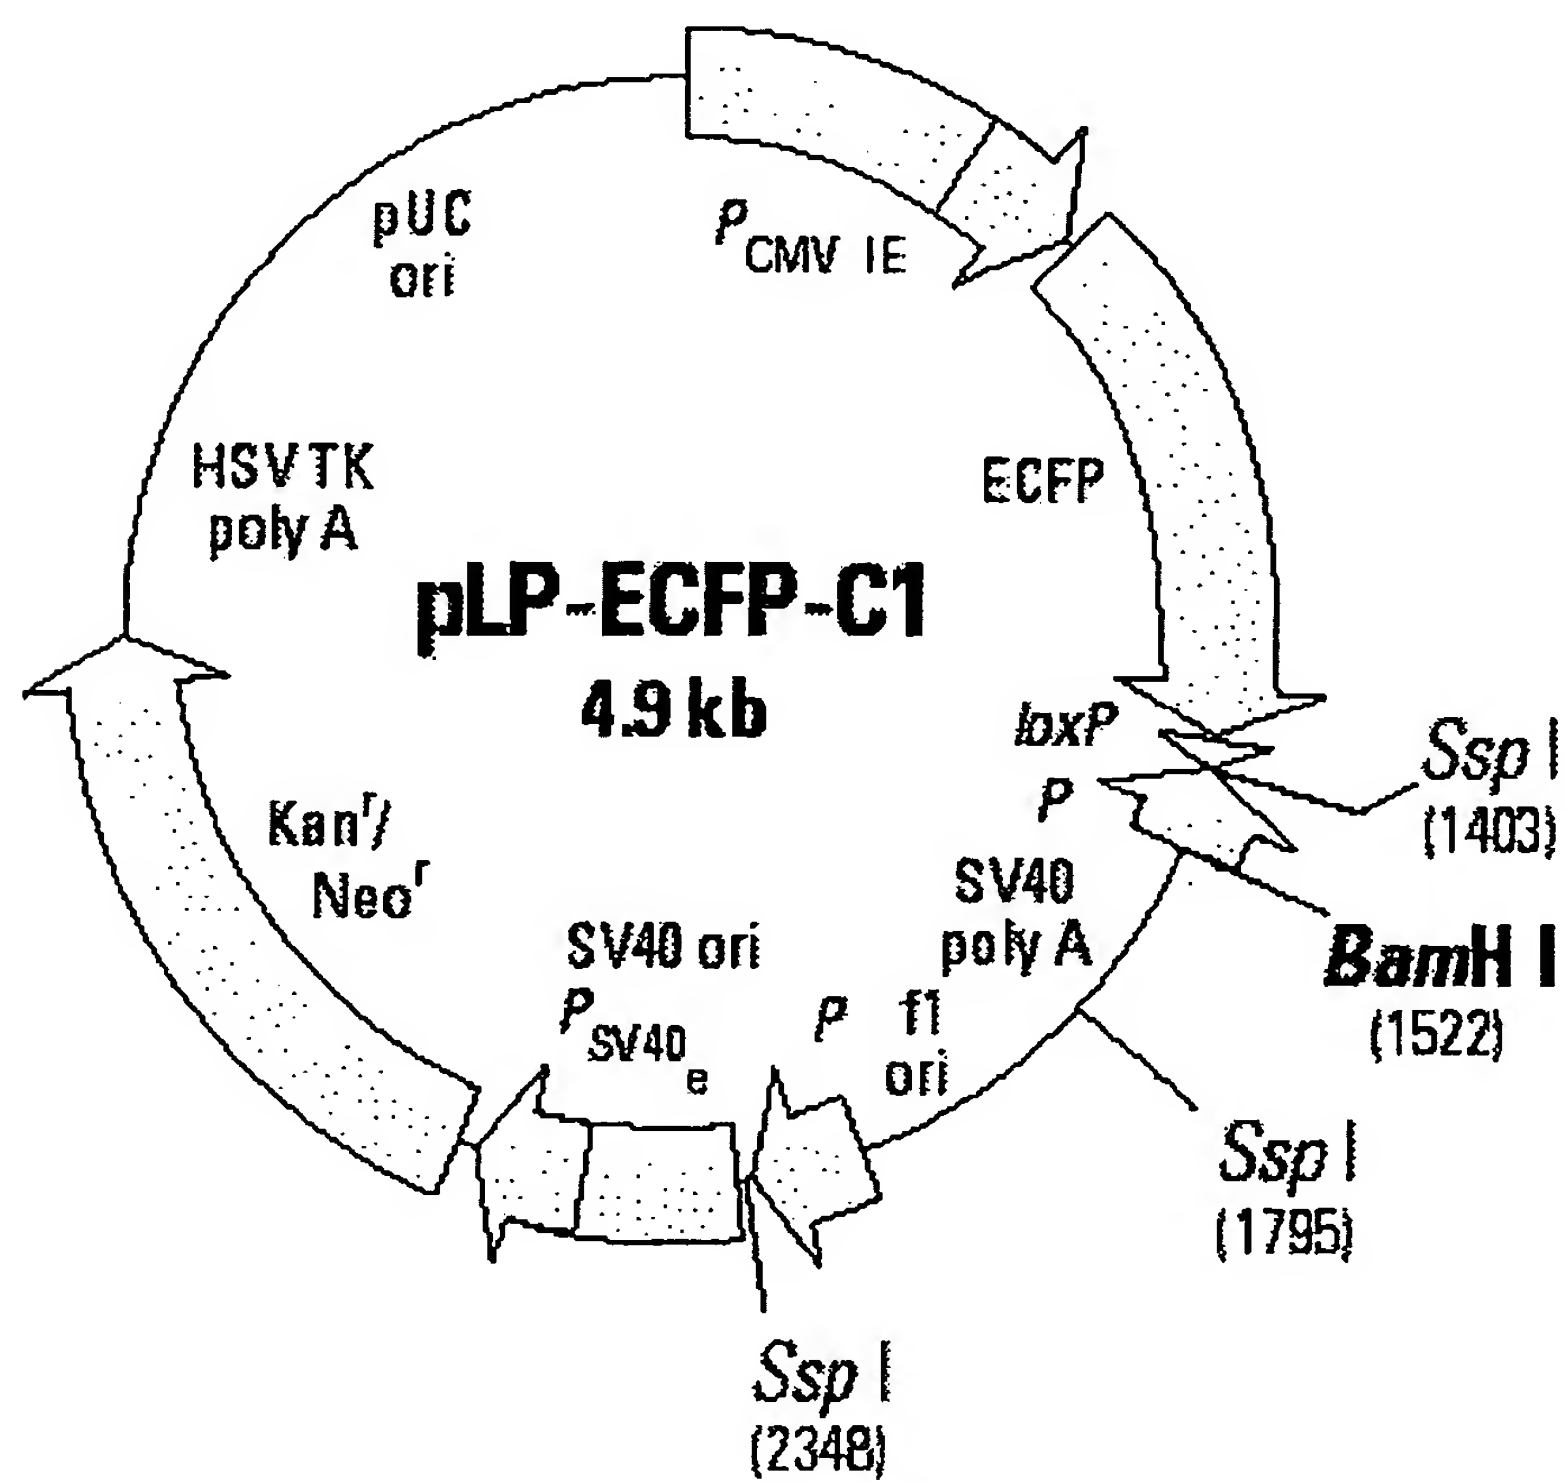 pUC
ori
P CMV IE
HSV TK
poly A
ECFP
pLP-ECFP-C1
4.9 kb
loxP
P
Ssp I
(1403)
Kanʳ/
Neoʳ
SV40
poly A
BamH I
(1522)
SV40 ori
P SV40 e
P
f1
ori
Ssp I
(1795)
Ssp I
(2348)